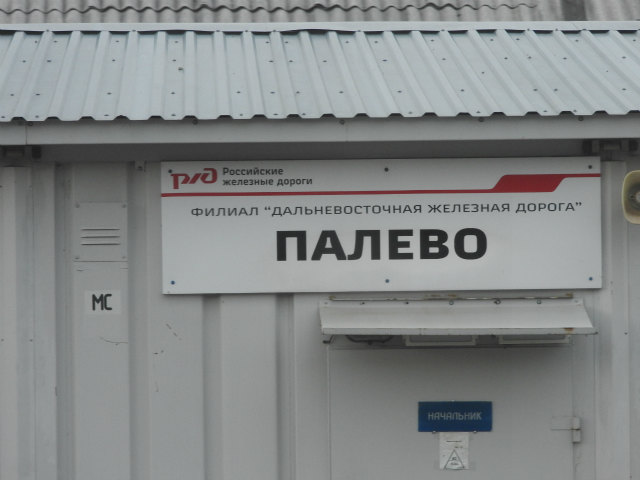 ржд Российские
железные дороги
ФИЛИАЛ "ДАЛЬНЕВОСТОЧНАЯ ЖЕЛЕЗНАЯ ДОРОГА"
ПАЛЕВО
МС
НАЧАЛЬНИК